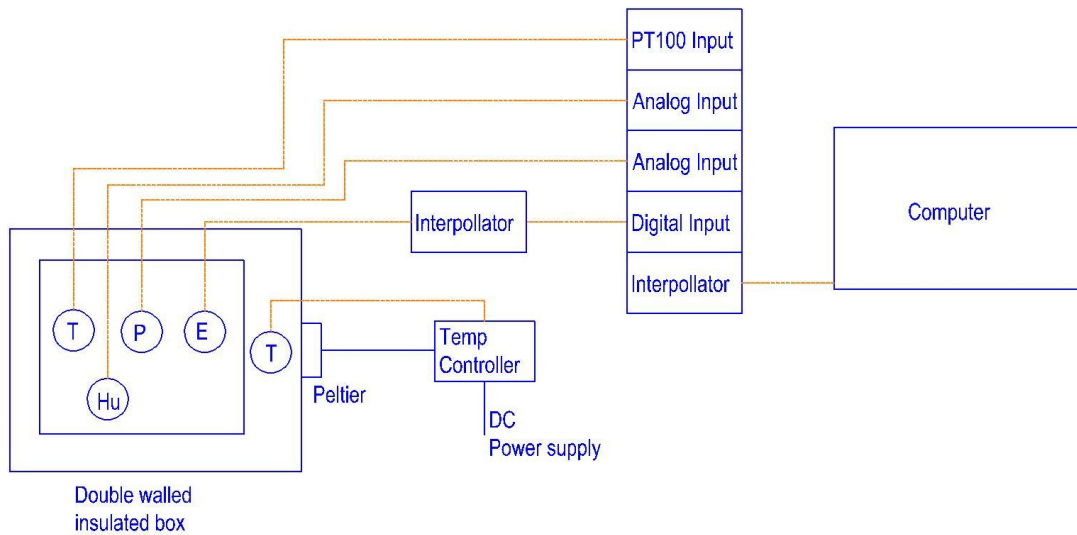 PT100 Input
Analog Input
Analog Input
Interpollator
Digital Input
Interpollator
Computer
T
P
E
T
Hu
Temp
Controller
Peltier
DC
Power supply
Double walled
insulated box